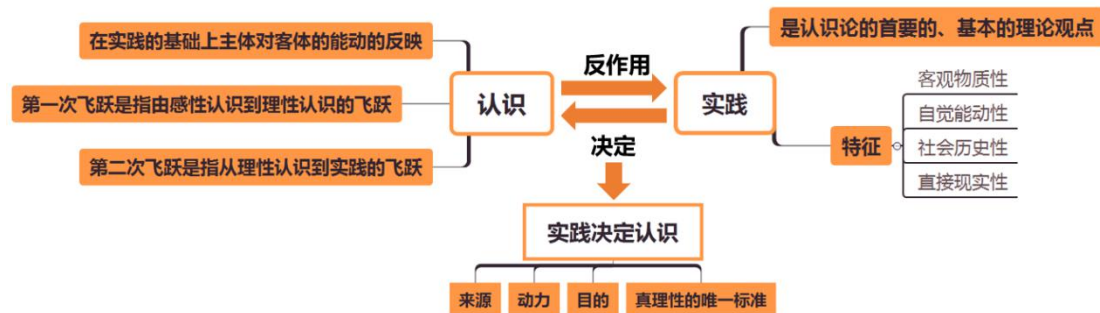 在实践的基础上主体对客体的能动的反映
第一次飞跃是指由感性认识到理性认识的飞跃
第二次飞跃是指从理性认识到实践的飞跃
认识
反作用
决定
实践
是认识论的首要的、基本的理论观点
特征
客观物质性
自觉能动性
社会历史性
直接现实性
实践决定认识
来源
动力
目的
真理性的唯一标准